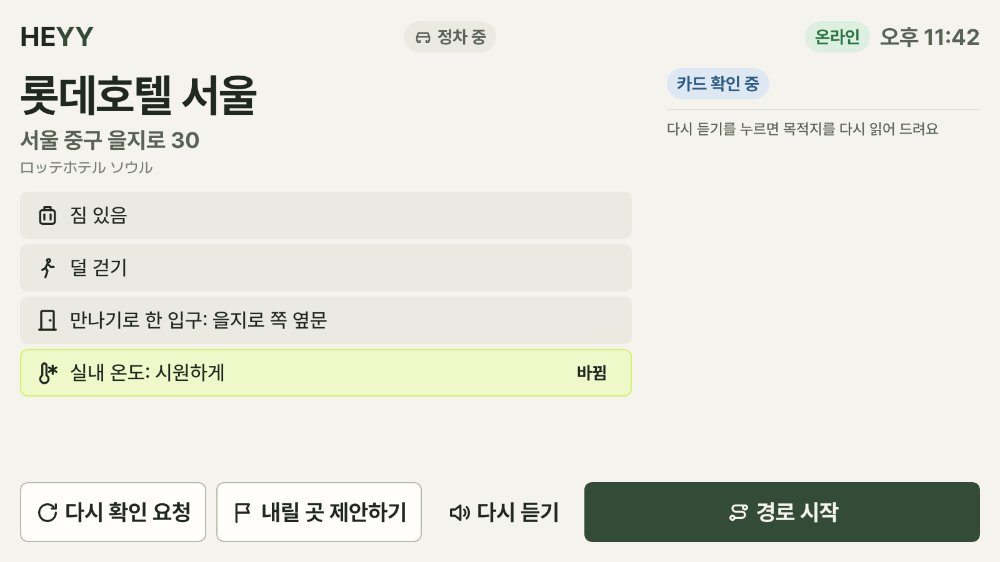 HEYY
정차 중
온라인
오후 11:42
롯데호텔 서울
서울 중구 을지로 30
ロッテホテル ソウル
카드 확인 중
다시 듣기를 누르면 목적지를 다시 읽어 드려요
짐 있음
덜 걷기
만나기로 한 입구: 을지로 쪽 옆문
실내 온도: 시원하게
바뀜
다시 확인 요청
내릴 곳 제안하기
다시 듣기
경로 시작